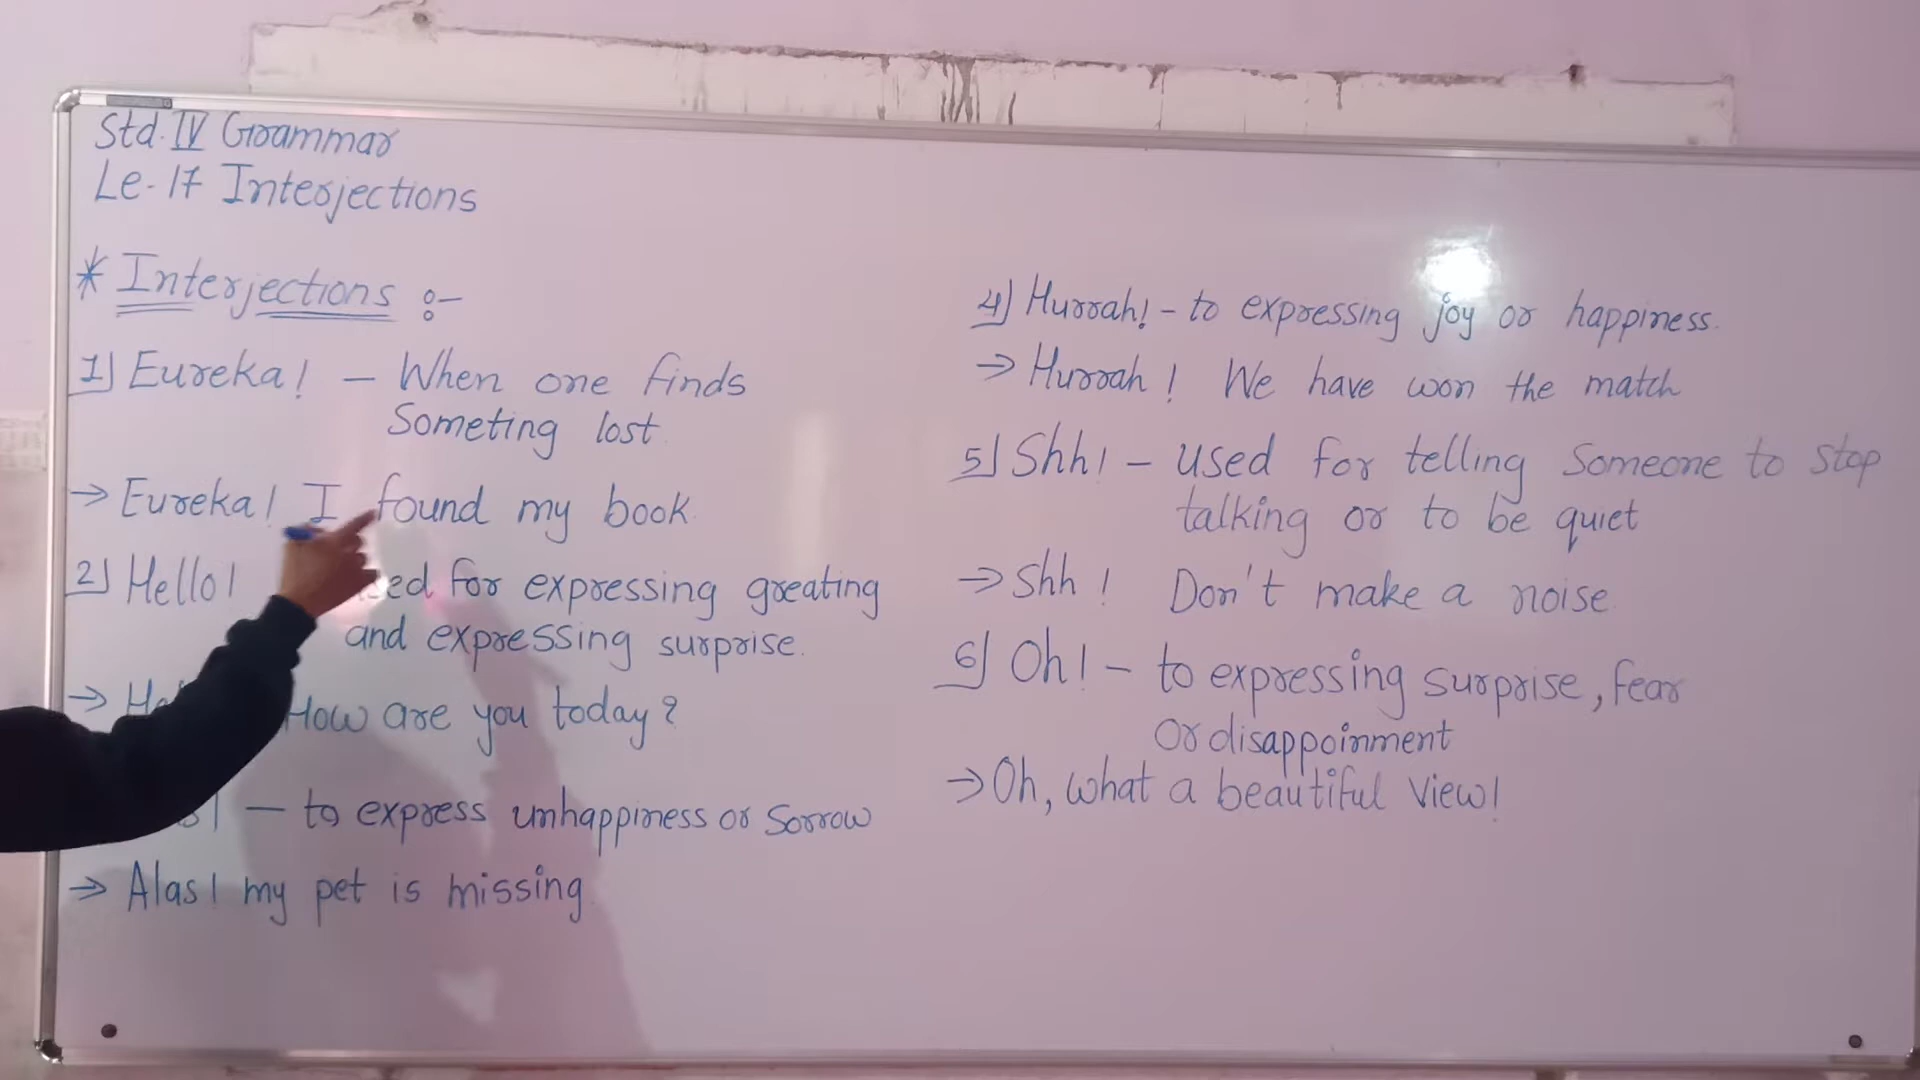 Std. IV Grammar
Le-17 Interjections
* Interjections :-
1) Eureka! - When one finds
Someting lost
→ Eureka! I found my book.
2) Hello! for expressing greating
and expressing surprise.
→ How are you today?
- to express unhappiness or Sorrow
→ Alas! my pet is missing.
4) Hurrah! - to expressing joy or happiness.
→ Hurrah! We have won the match
5) Shh! - used for telling Someone to stop
talking or to be quiet
→ Shh! Don't make a noise
6) Oh! - to expressing surprise, fear
or disappoinment
→ Oh, what a beautiful view!